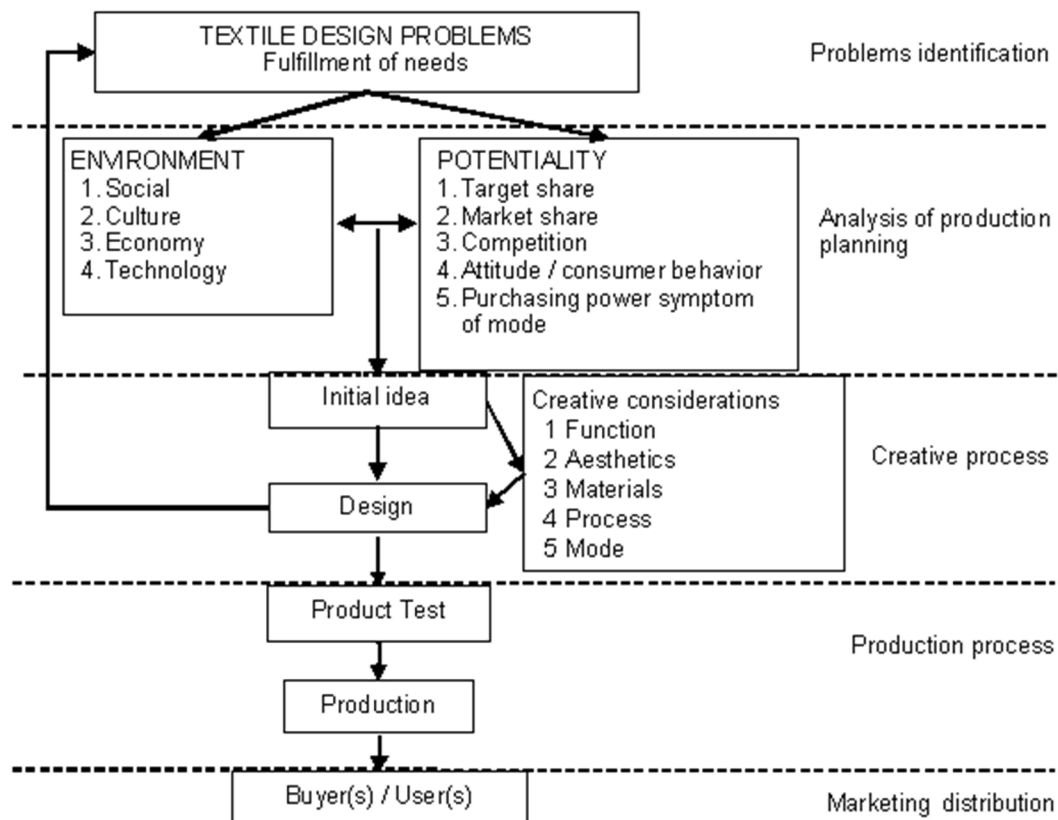 TEXTILE DESIGN PROBLEMS
Fulfillment of needs
Problems identification
ENVIRONMENT
1. Social
2. Culture
3. Economy
4. Technology
POTENTIALITY
1. Target share
2. Market share
3. Competition
4. Attitude / consumer behavior
5. Purchasing power symptom
of mode
Analysis of production
planning
Initial idea
Creative considerations
1 Function
2 Aesthetics
3 Materials
4 Process
5 Mode
Creative process
Design
Product Test
Production process
Production
Buyer(s) / User(s)
Marketing distribution